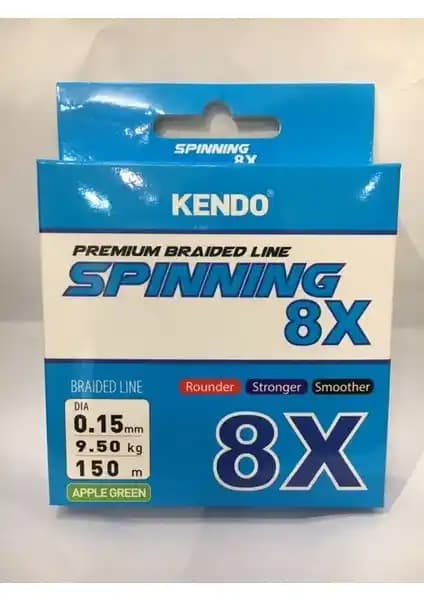 SPINNING
8X
KENDO®
PREMIUM BRAIDED LINE
SPINNING
8X
BRAIDED LINE
Rounder Stronger Smoother
DIA
0.15mm
9.50 kg
150 m
APPLE GREEN
8X